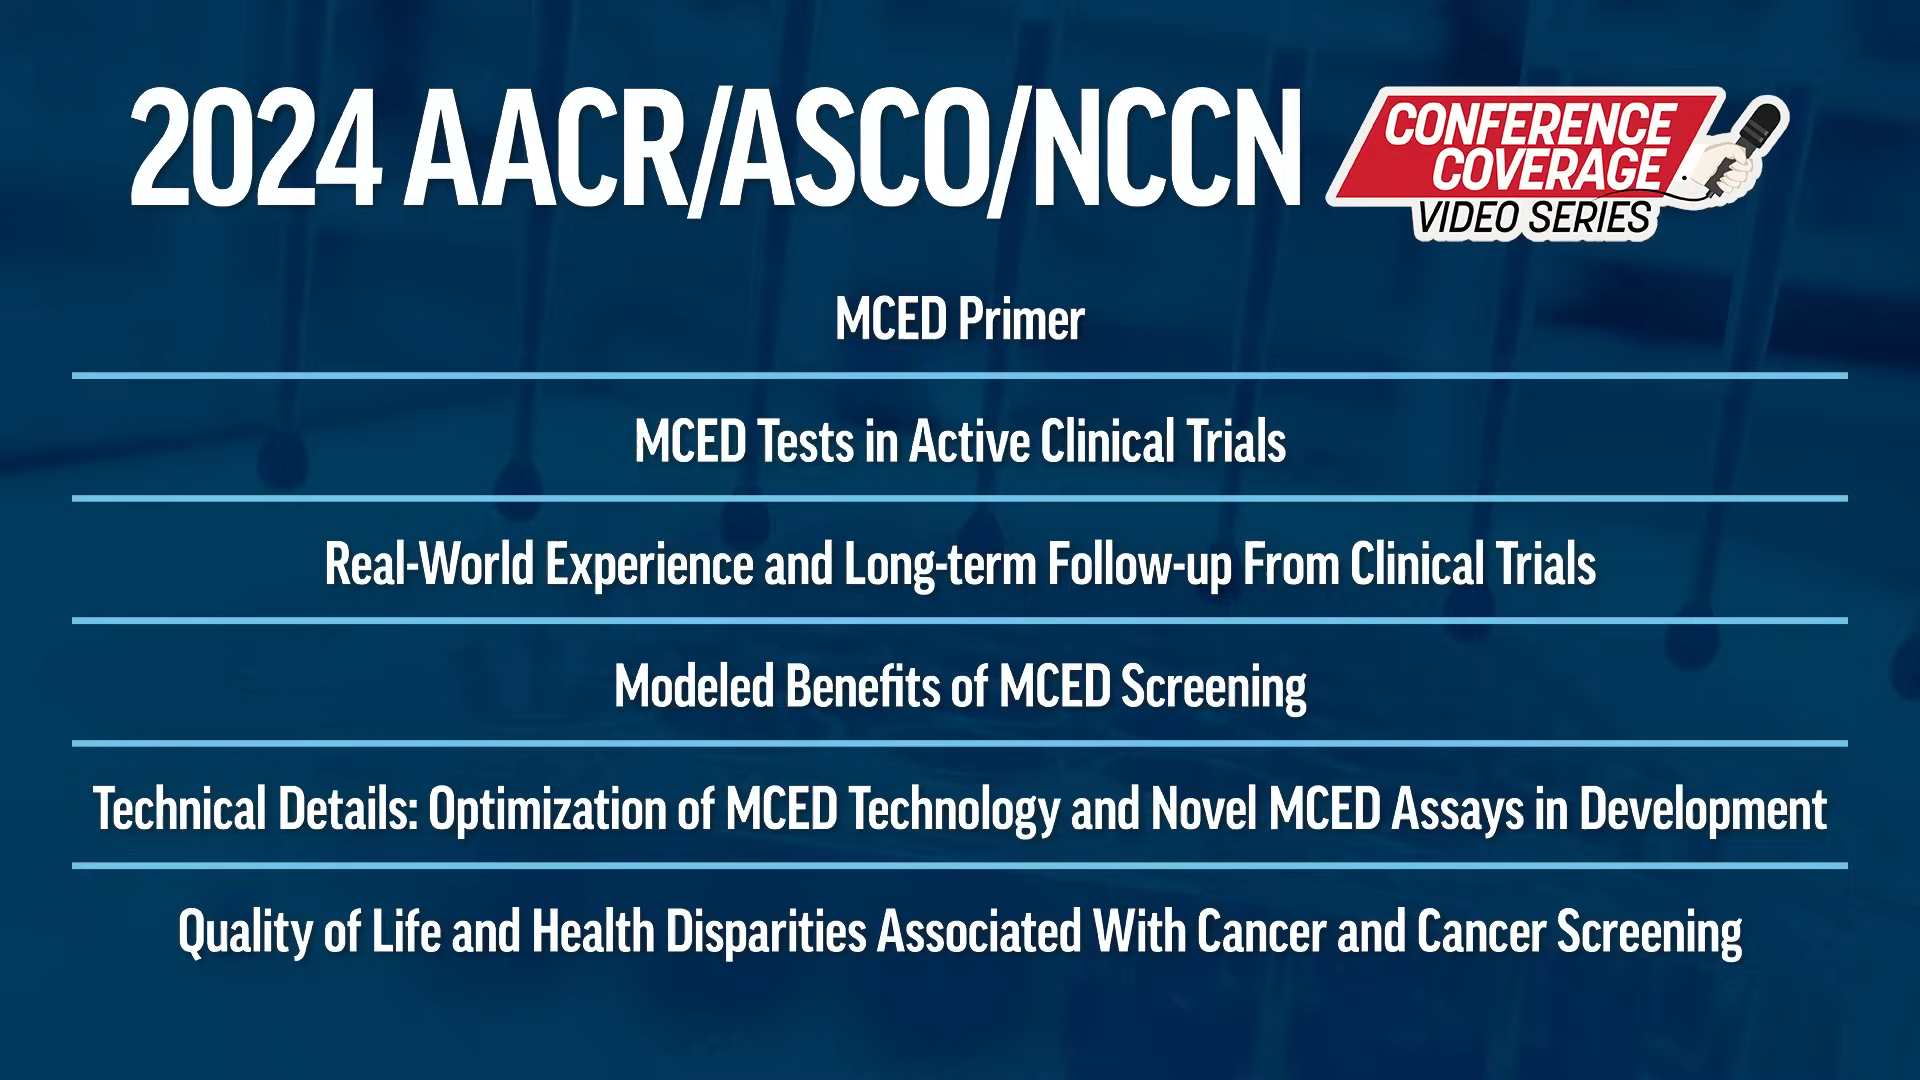 2024 AACR/ASCO/NCCN
CONFERENCE
COVERAGE
VIDEO SERIES
MCED Primer
MCED Tests in Active Clinical Trials
Real-World Experience and Long-term Follow-up From Clinical Trials
Modeled Benefits of MCED Screening
Technical Details: Optimization of MCED Technology and Novel MCED Assays in Development
Quality of Life and Health Disparities Associated With Cancer and Cancer Screening